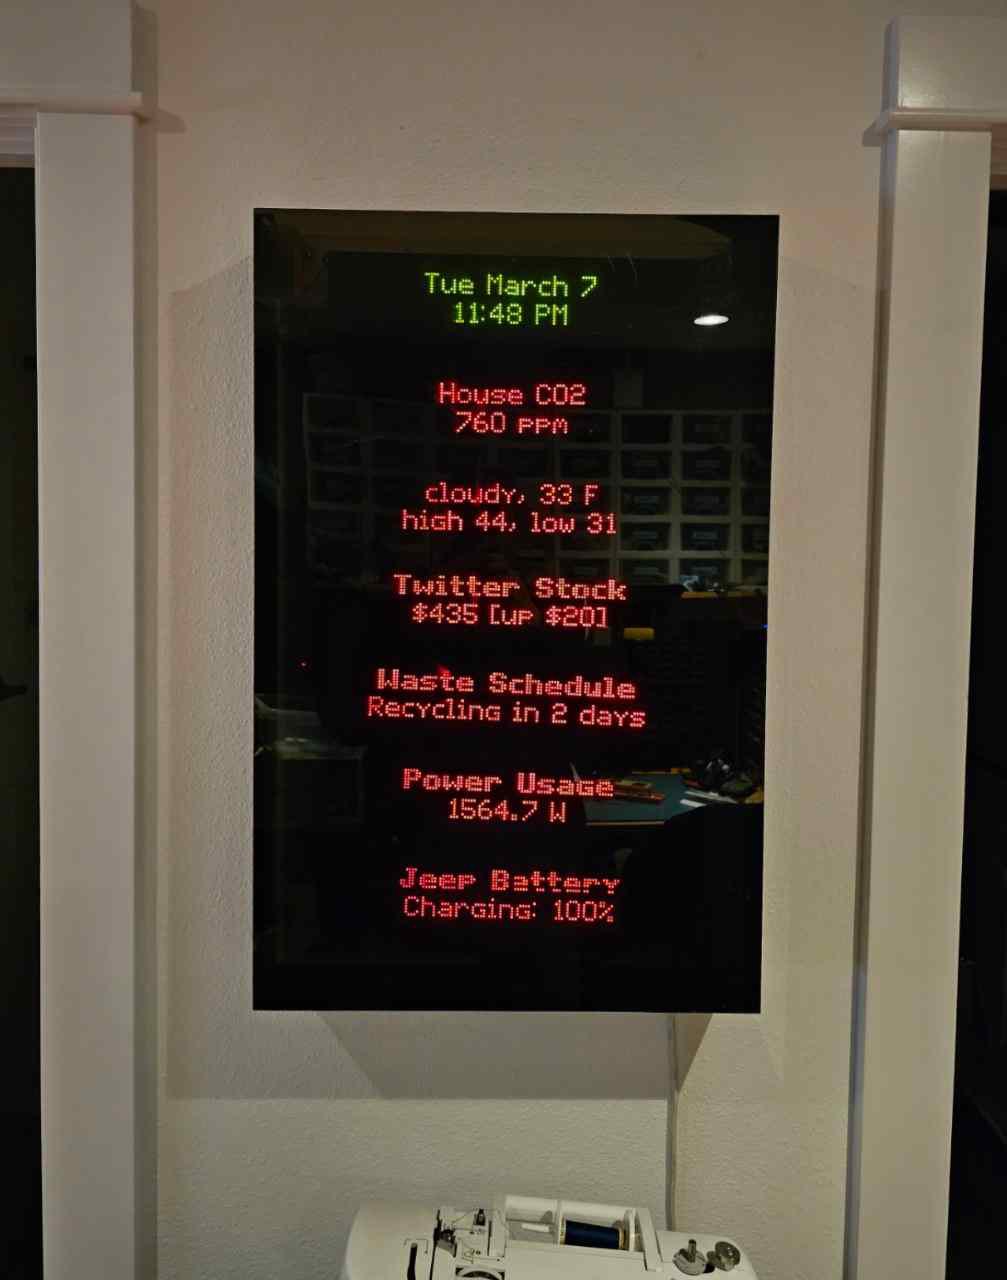 Tue March 7
11:48 PM
House CO2
760 ppm
cloudy, 33 F
high 44, low 31
Twitter Stock
$435 [up $20]
Waste Schedule
Recycling in 2 days
Power Usage
1564.7 W
Jeep Battery
Charging: 100%